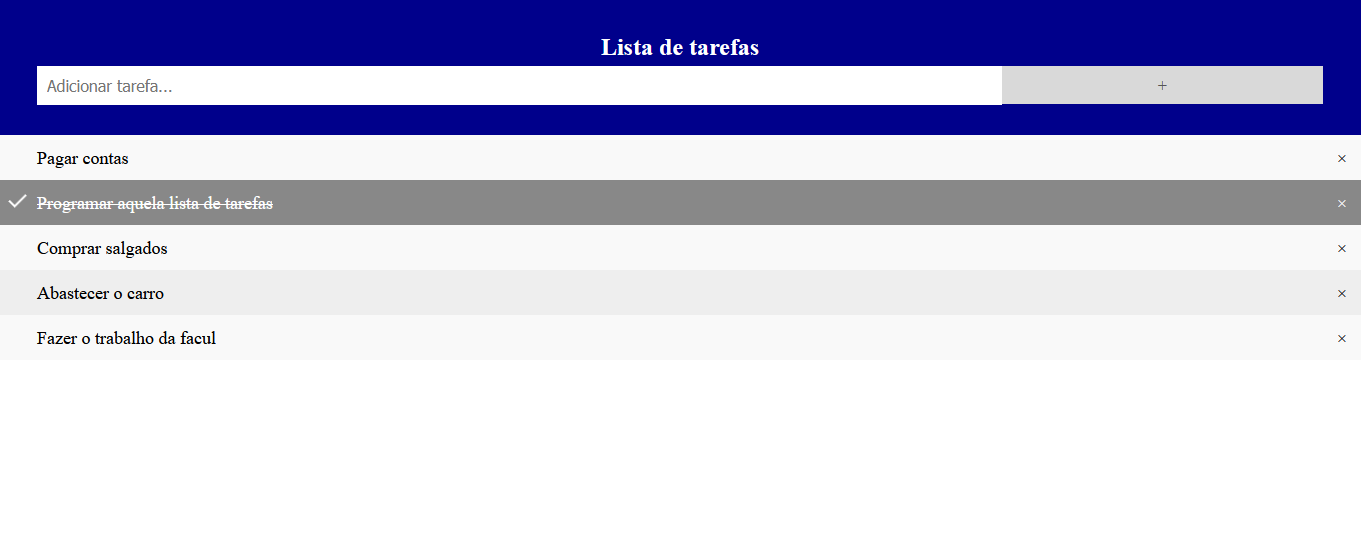 Lista de tarefas
Adicionar tarefa... +
Pagar contas ×
Programar aquela lista de tarefas ×
Comprar salgados ×
Abastecer o carro ×
Fazer o trabalho da facul ×